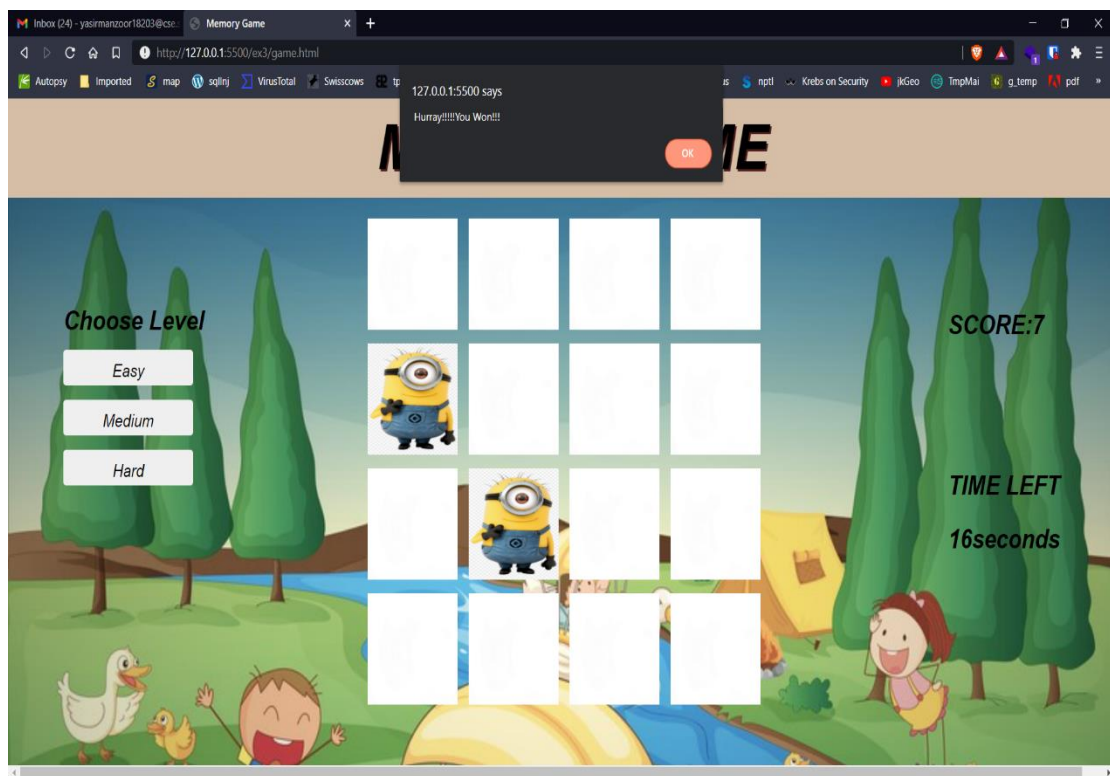 Inbox (24) - yasirmanzoor18203@cse.
Memory Game
http://127.0.0.1:5500/ex3/game.html
Autopsy Imported map sqlInj VirusTotal Swisscows nptl Krebs on Security jkGeo TmpMai g_temp pdf »
127.0.0.1:5500 says
Hurray!!!!!You Won!!!
OK
Choose Level
Easy
Medium
Hard
SCORE:7
TIME LEFT
16seconds